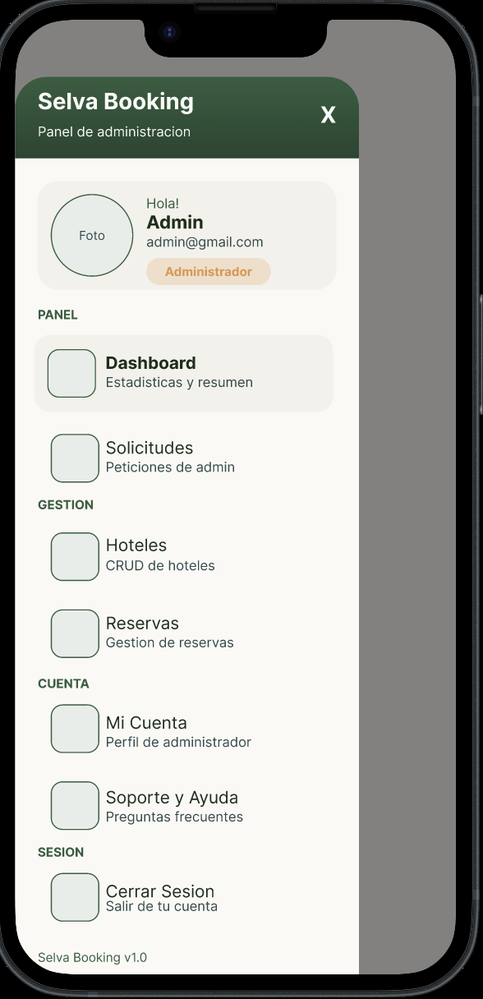 Selva Booking
X
Panel de administracion
Hola!
Admin
Foto
admin@gmail.com
Administrador
PANEL
Dashboard
Estadisticas y resumen
Solicitudes
Peticiones de admin
GESTION
Hoteles
CRUD de hoteles
Reservas
Gestion de reservas
CUENTA
Mi Cuenta
Perfil de administrador
Soporte y Ayuda
Preguntas frecuentes
SESION
Cerrar Sesion
Salir de tu cuenta
Selva Booking v1.0